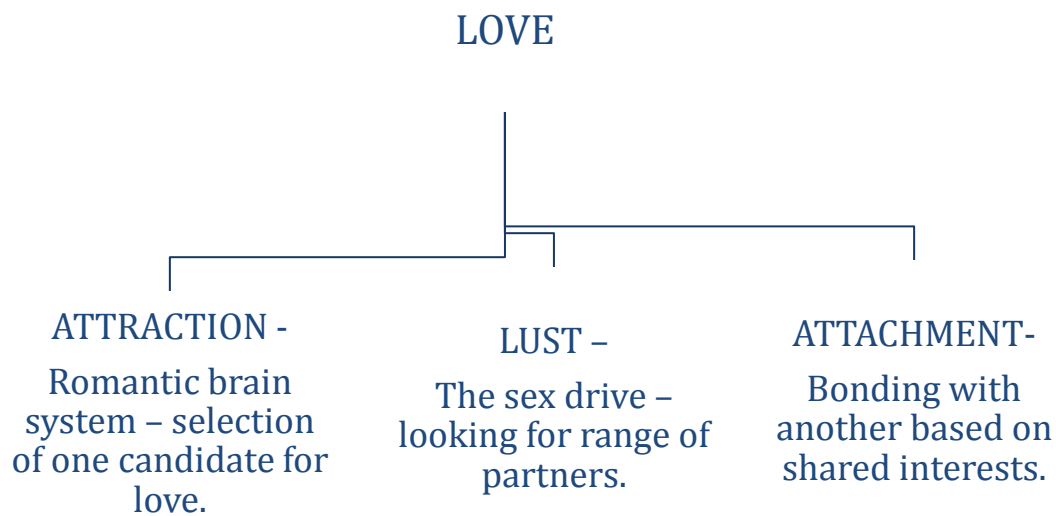 LOVE
ATTRACTION -
Romantic brain
system – selection
of one candidate for
love.
LUST –
The sex drive –
looking for range of
partners.
ATTACHMENT-
Bonding with
another based on
shared interests.